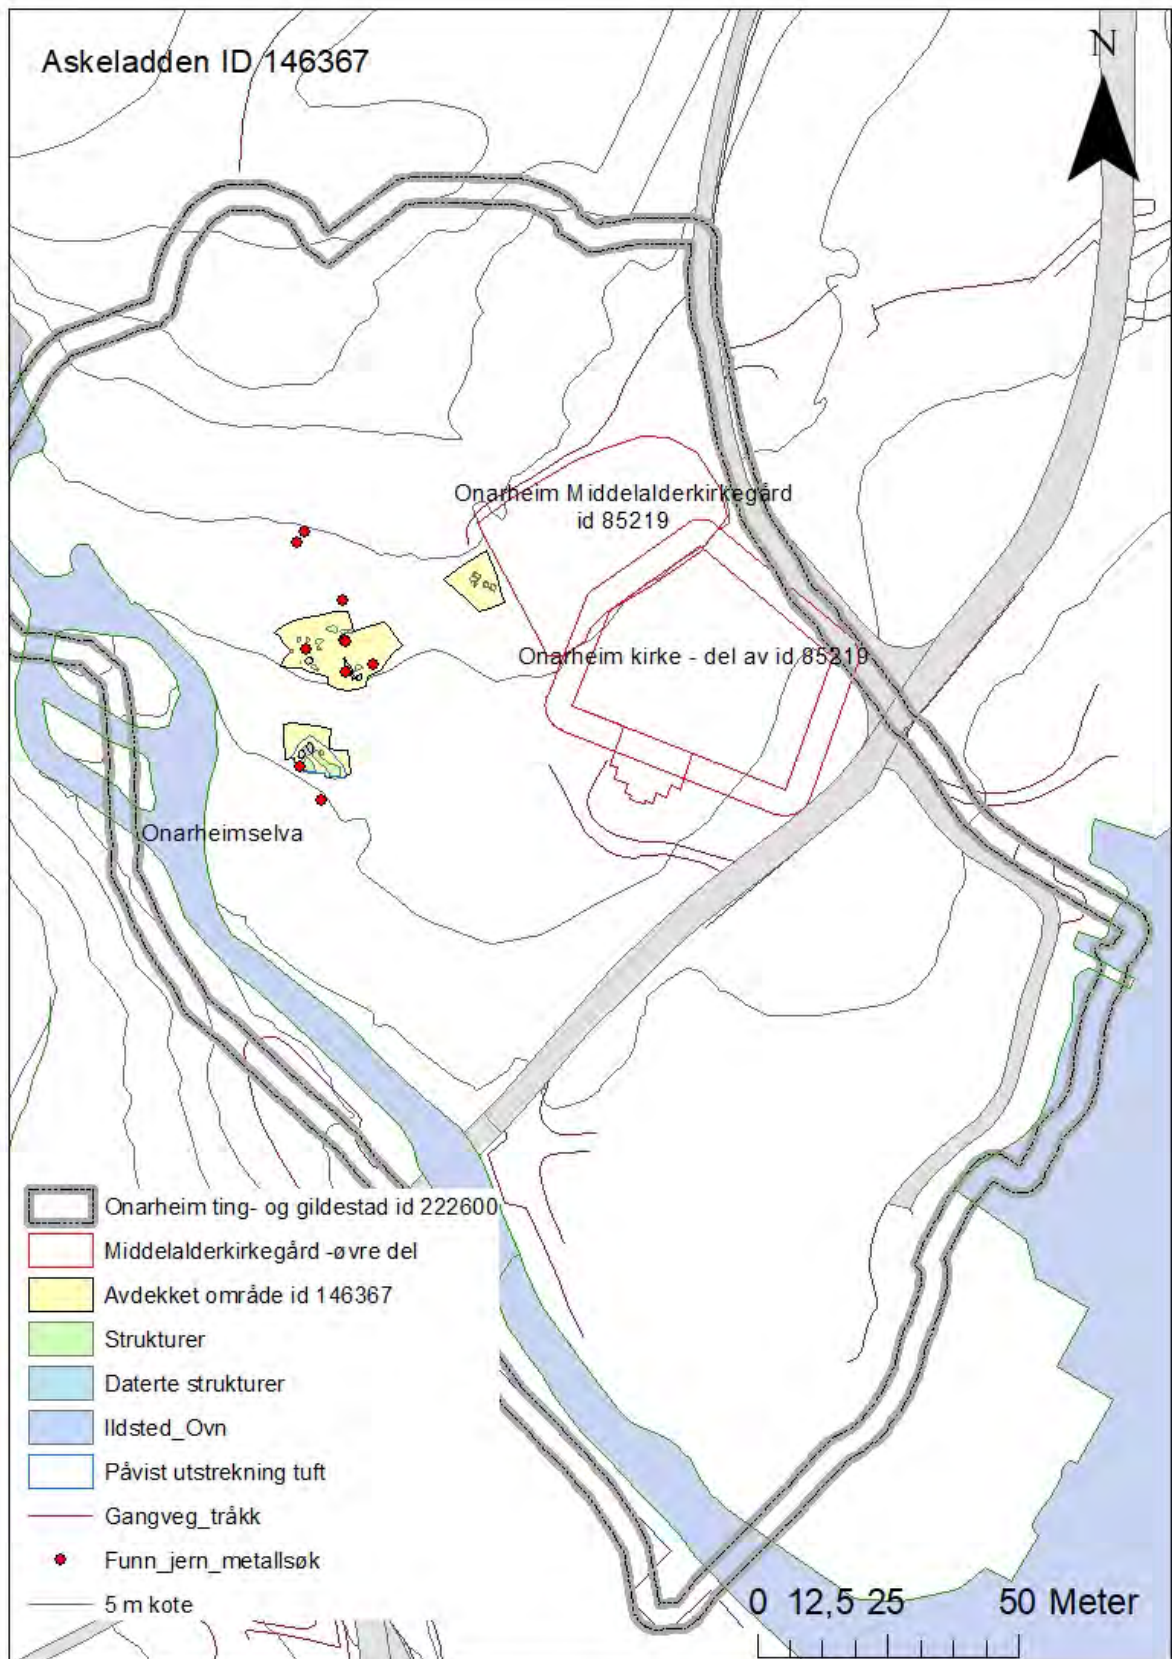 Askeladden ID 146367
N
Onarheim Middelalderkirkegård
id 85219
Onarheim kirke - del av id 85219
Onarheimselva
Onarheim ting- og gildestad id 222600
Middelalderkirkegård -øvre del
Avdekket område id 146367
Strukturer
Daterte strukturer
Ildsted_Ovn
Påvist utstrekning tuft
Gangveg_tråkk
Funn_jern_metallsøk
5 m kote
0 12,5 25 50 Meter